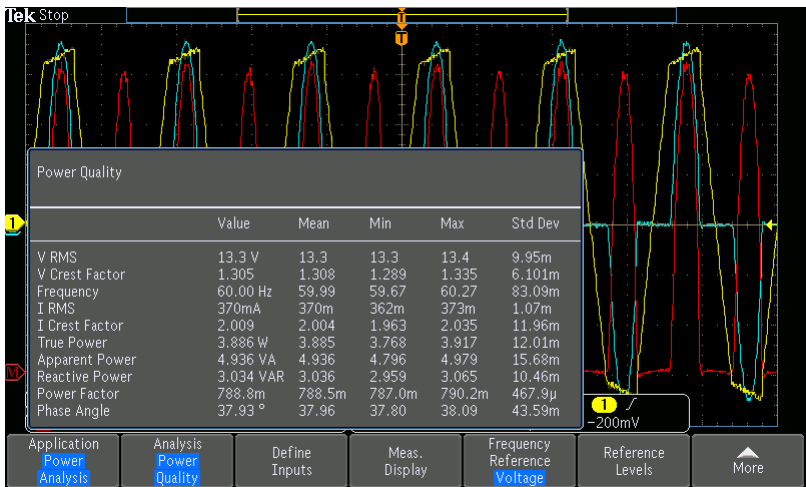 Tek Stop
T
T
1
Power Quality
Value Mean Min Max Std Dev
V RMS 13.3 V 13.3 13.3 13.4 9.95m
V Crest Factor 1.305 1.308 1.289 1.335 6.101m
Frequency 60.00 Hz 59.99 59.67 60.27 83.09m
I RMS 370mA 370m 362m 373m 1.07m
I Crest Factor 2.009 2.004 1.963 2.035 11.96m
True Power 3.886 W 3.885 3.768 3.917 12.01m
Apparent Power 4.936 VA 4.936 4.796 4.979 15.68m
Reactive Power 3.034 VAR 3.036 2.959 3.065 10.46m
Power Factor 788.8m 788.5m 787.0m 790.2m 467.9µ
Phase Angle 37.93 ° 37.96 37.80 38.09 43.59m
M
1
-200mV
Application
Power
Analysis
Analysis
Power
Quality
Define
Inputs
Meas.
Display
Frequency
Reference
Voltage
Reference
Levels
More